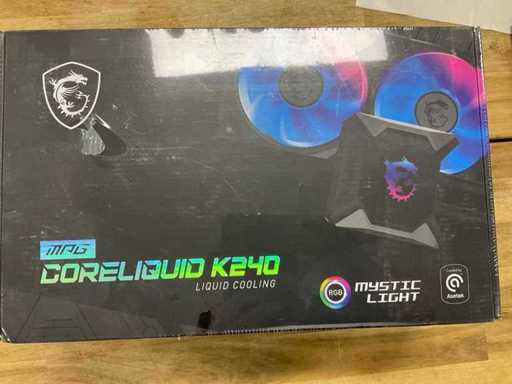 MPG
CORELIQUID K240
LIQUID COOLING
RGB
MYSTIC
LIGHT
Asetek